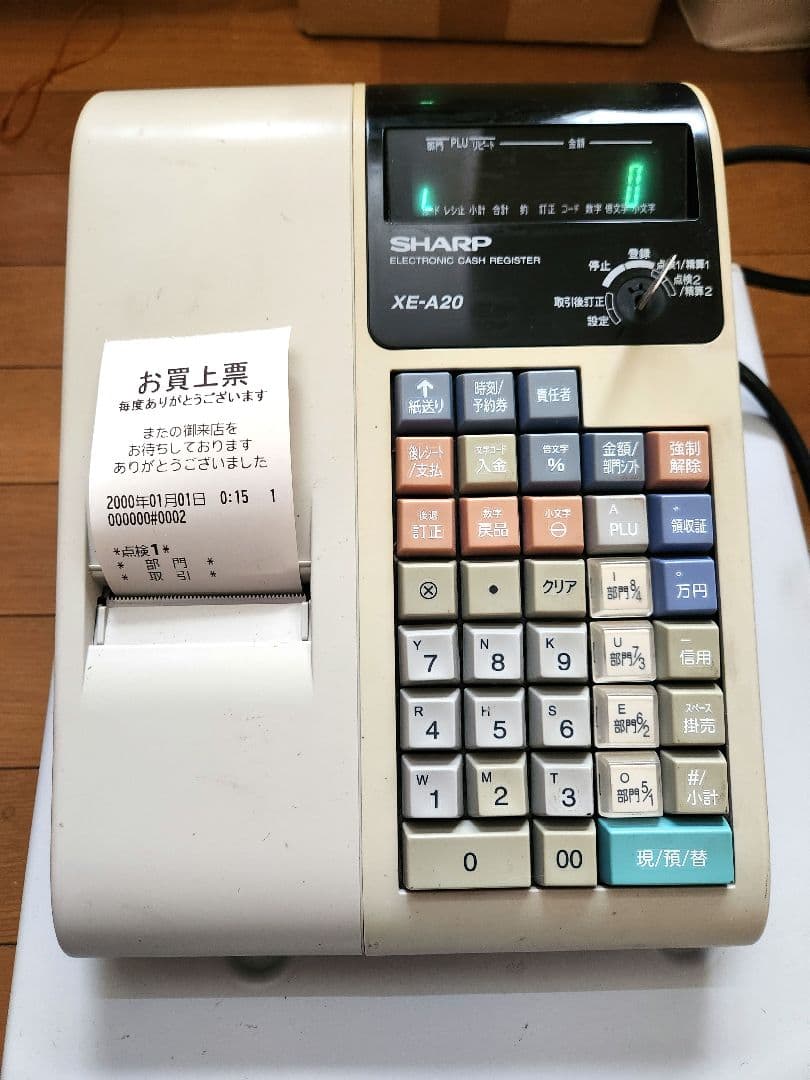 部門 PLU リピート 金額
レシ止 小計 合計 釣 訂正 コード 数字 倍文字 小文字
SHARP
ELECTRONIC CASH REGISTER
XE-A20
登録
停止
点検1/精算1
点検2
/精算2
取引後訂正
設定
お買上票
毎度ありがとうございます
またの御来店を
お待ちしております
ありがとうございました
2000年01月01日 0:15 1
000000#0002
*点検1*
* 部 門 *
* 取 引 *
↑
紙送り
時刻/
予約券
責任者
後レシート
/支払
文字コード
入金
倍文字
%
金額/
部門シフト
強制
解除
後退
訂正
数字
戻品
小文字
⊖
A
PLU
領収証
⊗
•
クリア
I
部門8/4
万円
Y
7
N
8
K
9
U
部門7/3
ー
信用
R
4
H
5
S
6
E
部門6/2
スペース
掛売
W
1
M
2
T
3
O
部門5/1
#/
小計
0
00
現/預/替